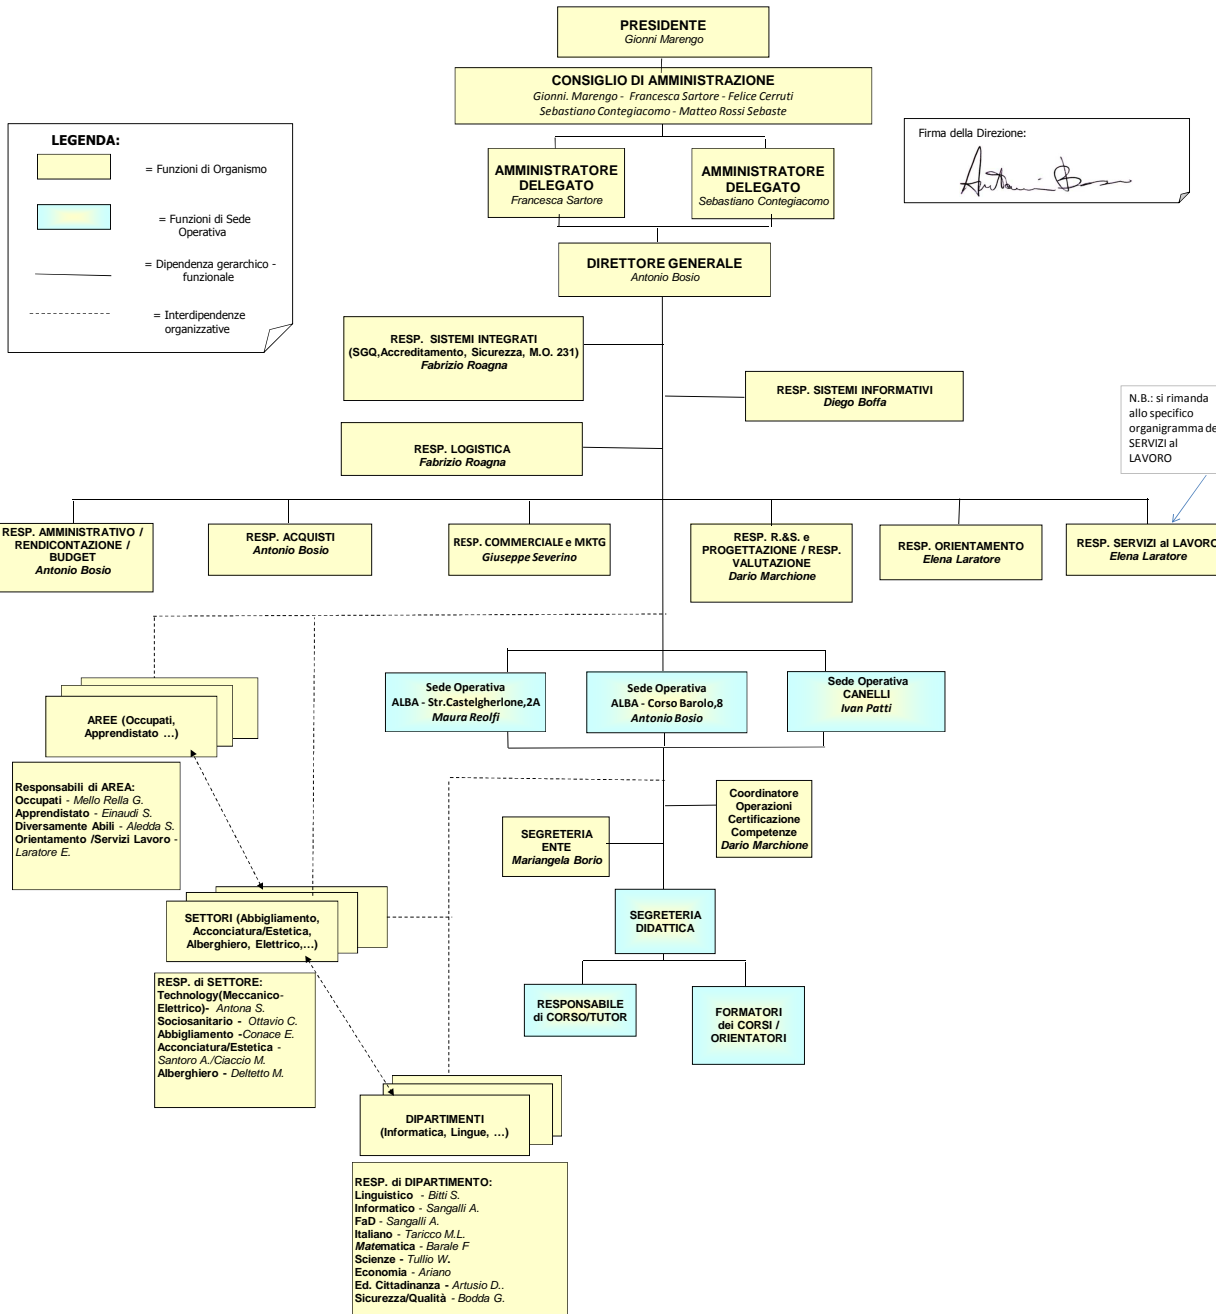 PRESIDENTE
Gionni Marengo
CONSIGLIO DI AMMINISTRAZIONE
Gionni. Marengo - Francesca Sartore - Felice Cerruti
Sebastiano Contegiacomo - Matteo Rossi Sebaste
LEGENDA:
= Funzioni di Organismo
= Funzioni di Sede
Operativa
= Dipendenza gerarchico -
funzionale
= Interdipendenze
organizzative
Firma della Direzione:
AMMINISTRATORE
DELEGATO
Francesca Sartore
AMMINISTRATORE
DELEGATO
Sebastiano Contegiacomo
DIRETTORE GENERALE
Antonio Bosio
RESP. SISTEMI INTEGRATI
(SGQ,Accreditamento, Sicurezza, M.O. 231)
Fabrizio Roagna
RESP. SISTEMI INFORMATIVI
Diego Boffa
N.B.: si rimanda
allo specifico
organigramma de
SERVIZI al
LAVORO
RESP. LOGISTICA
Fabrizio Roagna
RESP. AMMINISTRATIVO /
RENDICONTAZIONE /
BUDGET
Antonio Bosio
RESP. ACQUISTI
Antonio Bosio
RESP. COMMERCIALE e MKTG
Giuseppe Severino
RESP. R.&S. e
PROGETTAZIONE / RESP.
VALUTAZIONE
Dario Marchione
RESP. ORIENTAMENTO
Elena Laratore
RESP. SERVIZI al LAVORO
Elena Laratore
Sede Operativa
ALBA - Str.Castelgherlone,2A
Maura Reolfi
Sede Operativa
ALBA - Corso Barolo,8
Antonio Bosio
Sede Operativa
CANELLI
Ivan Patti
AREE (Occupati,
Apprendistato ...)
Responsabili di AREA:
Occupati - Mello Rella G.
Apprendistato - Einaudi S.
Diversamente Abili - Aledda S.
Orientamento /Servizi Lavoro -
Laratore E.
Coordinatore
Operazioni
Certificazione
Competenze
Dario Marchione
SEGRETERIA
ENTE
Mariangela Borio
SETTORI (Abbigliamento,
Acconciatura/Estetica,
Alberghiero, Elettrico,...)
SEGRETERIA
DIDATTICA
RESP. di SETTORE:
Technology(Meccanico-
Elettrico)- Antona S.
Sociosanitario - Ottavio C.
Abbigliamento -Conace E.
Acconciatura/Estetica -
Santoro A./Ciaccio M.
Alberghiero - Deltetto M.
RESPONSABILE
di CORSO/TUTOR
FORMATORI
dei CORSI /
ORIENTATORI
DIPARTIMENTI
(Informatica, Lingue, ...)
RESP. di DIPARTIMENTO:
Linguistico - Bitti S.
Informatico - Sangalli A.
FaD - Sangalli A.
Italiano - Taricco M.L.
Matematica - Barale F
Scienze - Tullio W.
Economia - Ariano
Ed. Cittadinanza - Artusio D..
Sicurezza/Qualità - Bodda G.